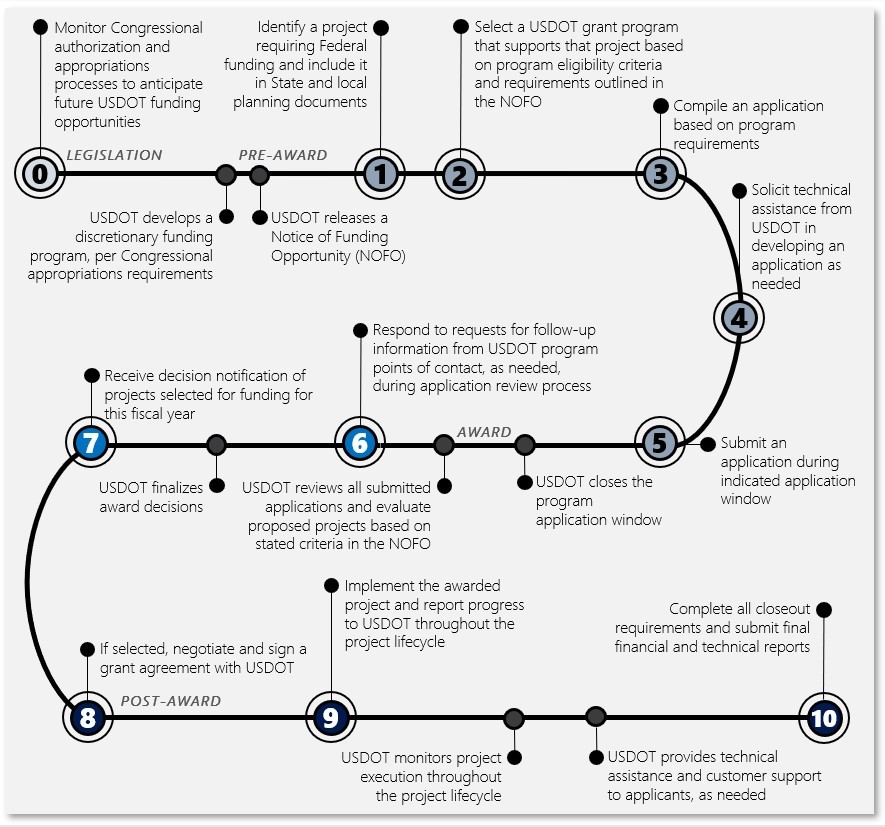 Monitor Congressional
authorization and
appropriations
processes to anticipate
future USDOT funding
opportunities
Identify a project
requiring Federal
funding and include it
in State and local
planning documents
Select a USDOT grant program
that supports that project based
on program eligibility criteria
and requirements outlined in
the NOFO
Compile an application
based on program
requirements
0
LEGISLATION
PRE-AWARD
1
2
3
USDOT develops a
discretionary funding
program, per Congressional
appropriations requirements
USDOT releases a
Notice of Funding
Opportunity (NOFO)
Solicit technical
assistance from
USDOT in
developing an
application as
needed
4
Respond to requests for follow-up
information from USDOT program
points of contact, as needed,
during application review process
Receive decision notification of
projects selected for funding for
this fiscal year
7
6
AWARD
5
Submit an
application during
indicated application
window
USDOT finalizes
award decisions
USDOT reviews all submitted
applications and evaluate
proposed projects based on
stated criteria in the NOFO
USDOT closes the
program
application window
Implement the awarded
project and report progress
to USDOT throughout the
project lifecycle
Complete all closeout
requirements and submit final
financial and technical reports
If selected, negotiate and sign a
grant agreement with USDOT
8
POST-AWARD
9
10
USDOT monitors project
execution throughout
the project lifecycle
USDOT provides technical
assistance and customer support
to applicants, as needed